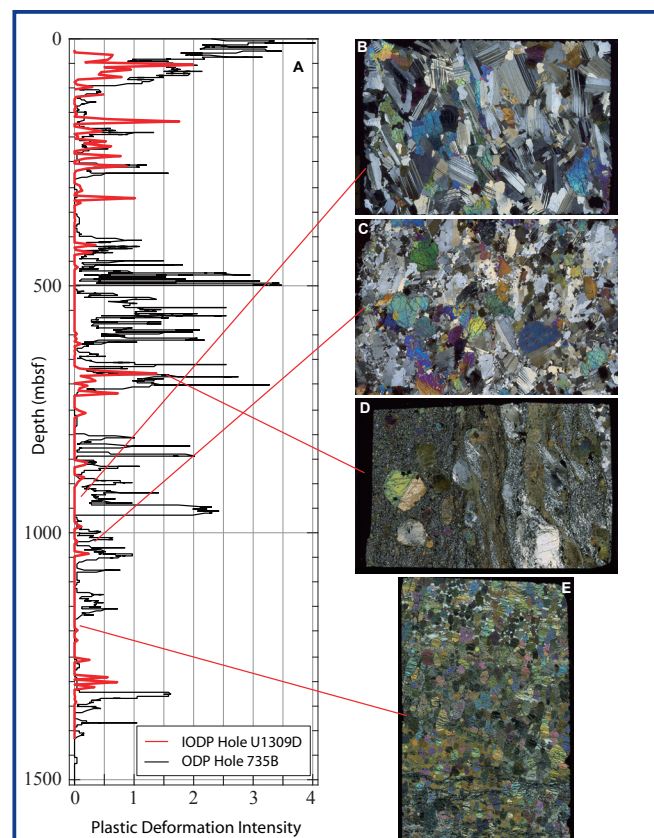 0
A
B
C
500
Depth (mbsf)
D
1000
E
IODP Hole U1309D
ODP Hole 735B
1500
0 1 2 3 4
Plastic Deformation Intensity